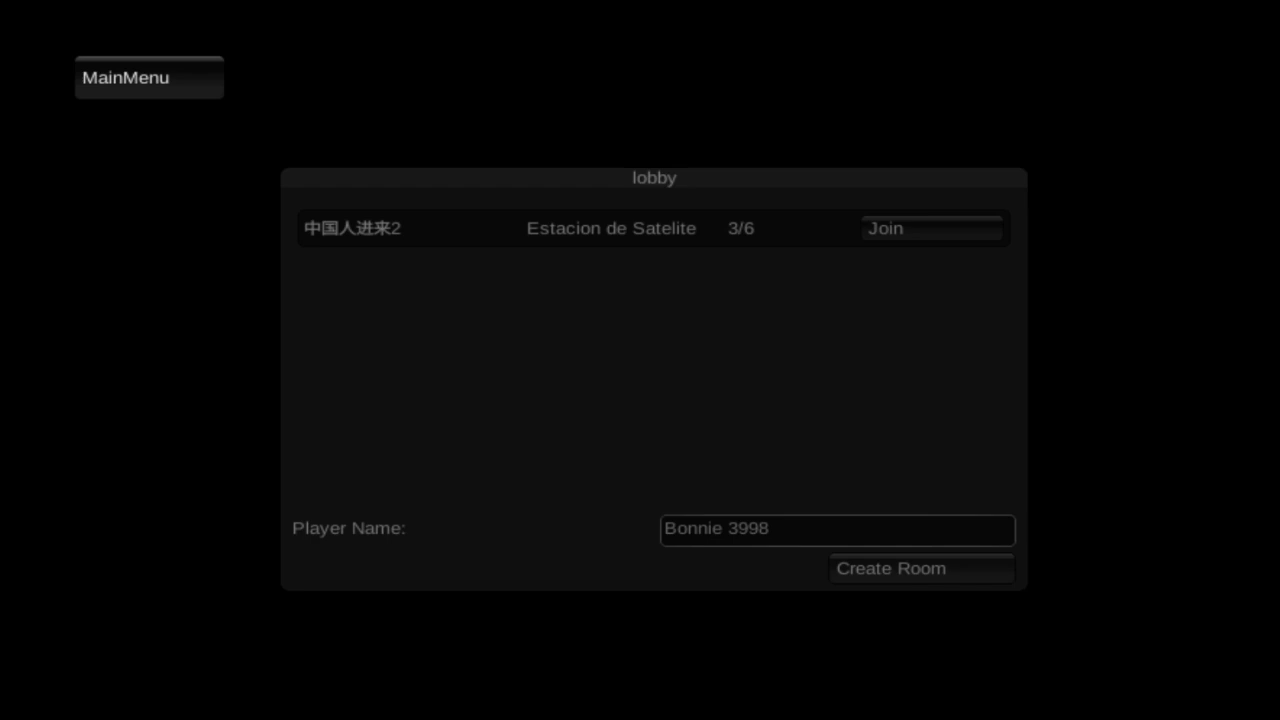 MainMenu
lobby
中国人进来2 Estacion de Satelite 3/6 Join
Player Name: Bonnie 3998
Create Room